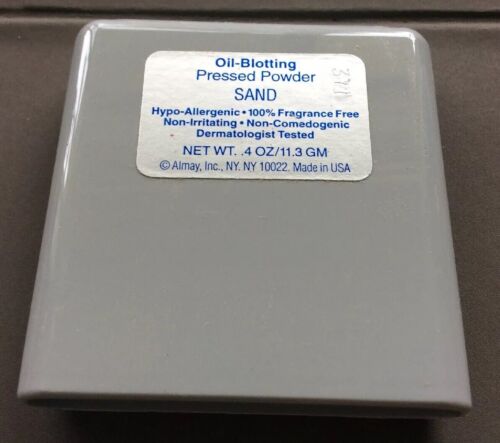 Oil-Blotting
Pressed Powder
SAND
Hypo-Allergenic • 100% Fragrance Free
Non-Irritating • Non-Comedogenic
Dermatologist Tested
NET WT. .4 OZ/11.3 GM
© Almay, Inc., NY. NY 10022. Made in USA